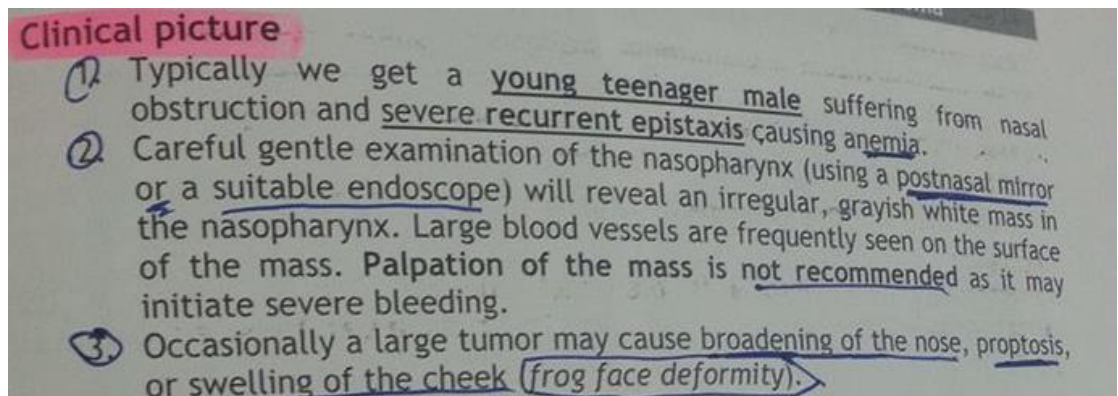 Clinical picture
1 Typically we get a young teenager male suffering from nasal
obstruction and severe recurrent epistaxis causing anemia.
2 Careful gentle examination of the nasopharynx (using a postnasal mirror
or a suitable endoscope) will reveal an irregular, grayish white mass in
the nasopharynx. Large blood vessels are frequently seen on the surface
of the mass. Palpation of the mass is not recommended as it may
initiate severe bleeding.
3. Occasionally a large tumor may cause broadening of the nose, proptosis,
or swelling of the cheek (frog face deformity).